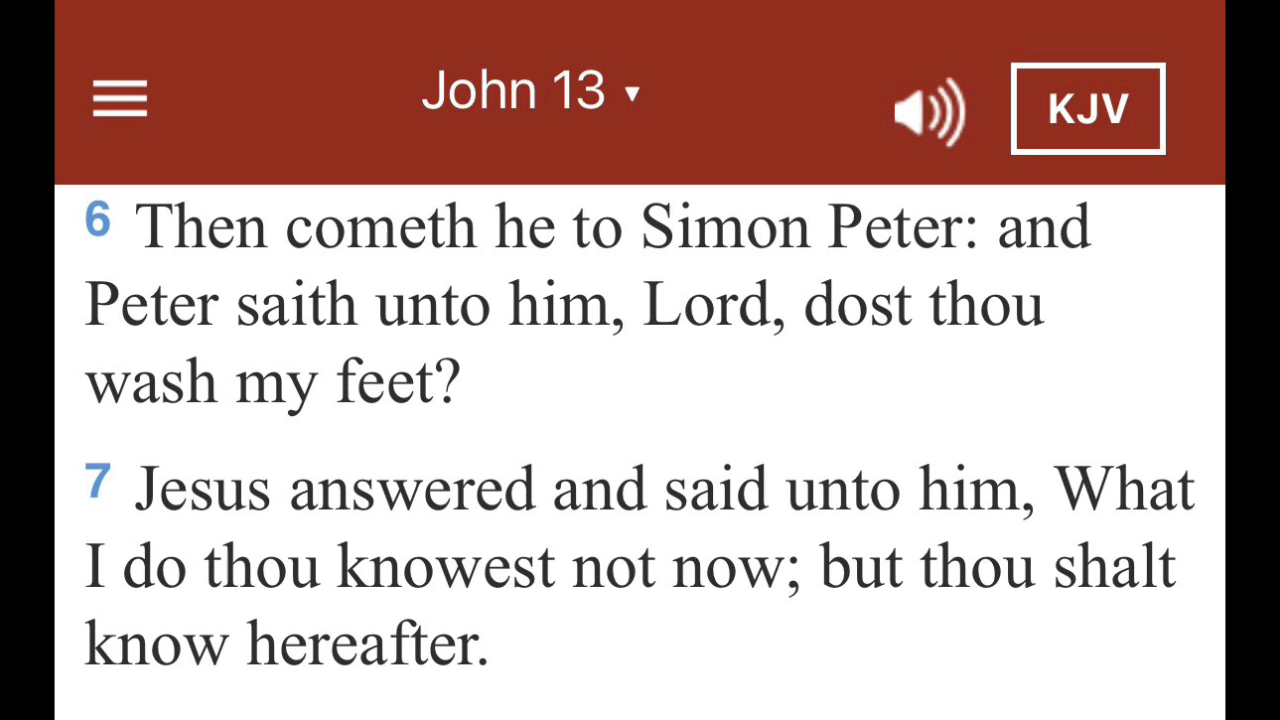 John 13 ▾
KJV
6 Then cometh he to Simon Peter: and
Peter saith unto him, Lord, dost thou
wash my feet?
7 Jesus answered and said unto him, What
I do thou knowest not now; but thou shalt
know hereafter.